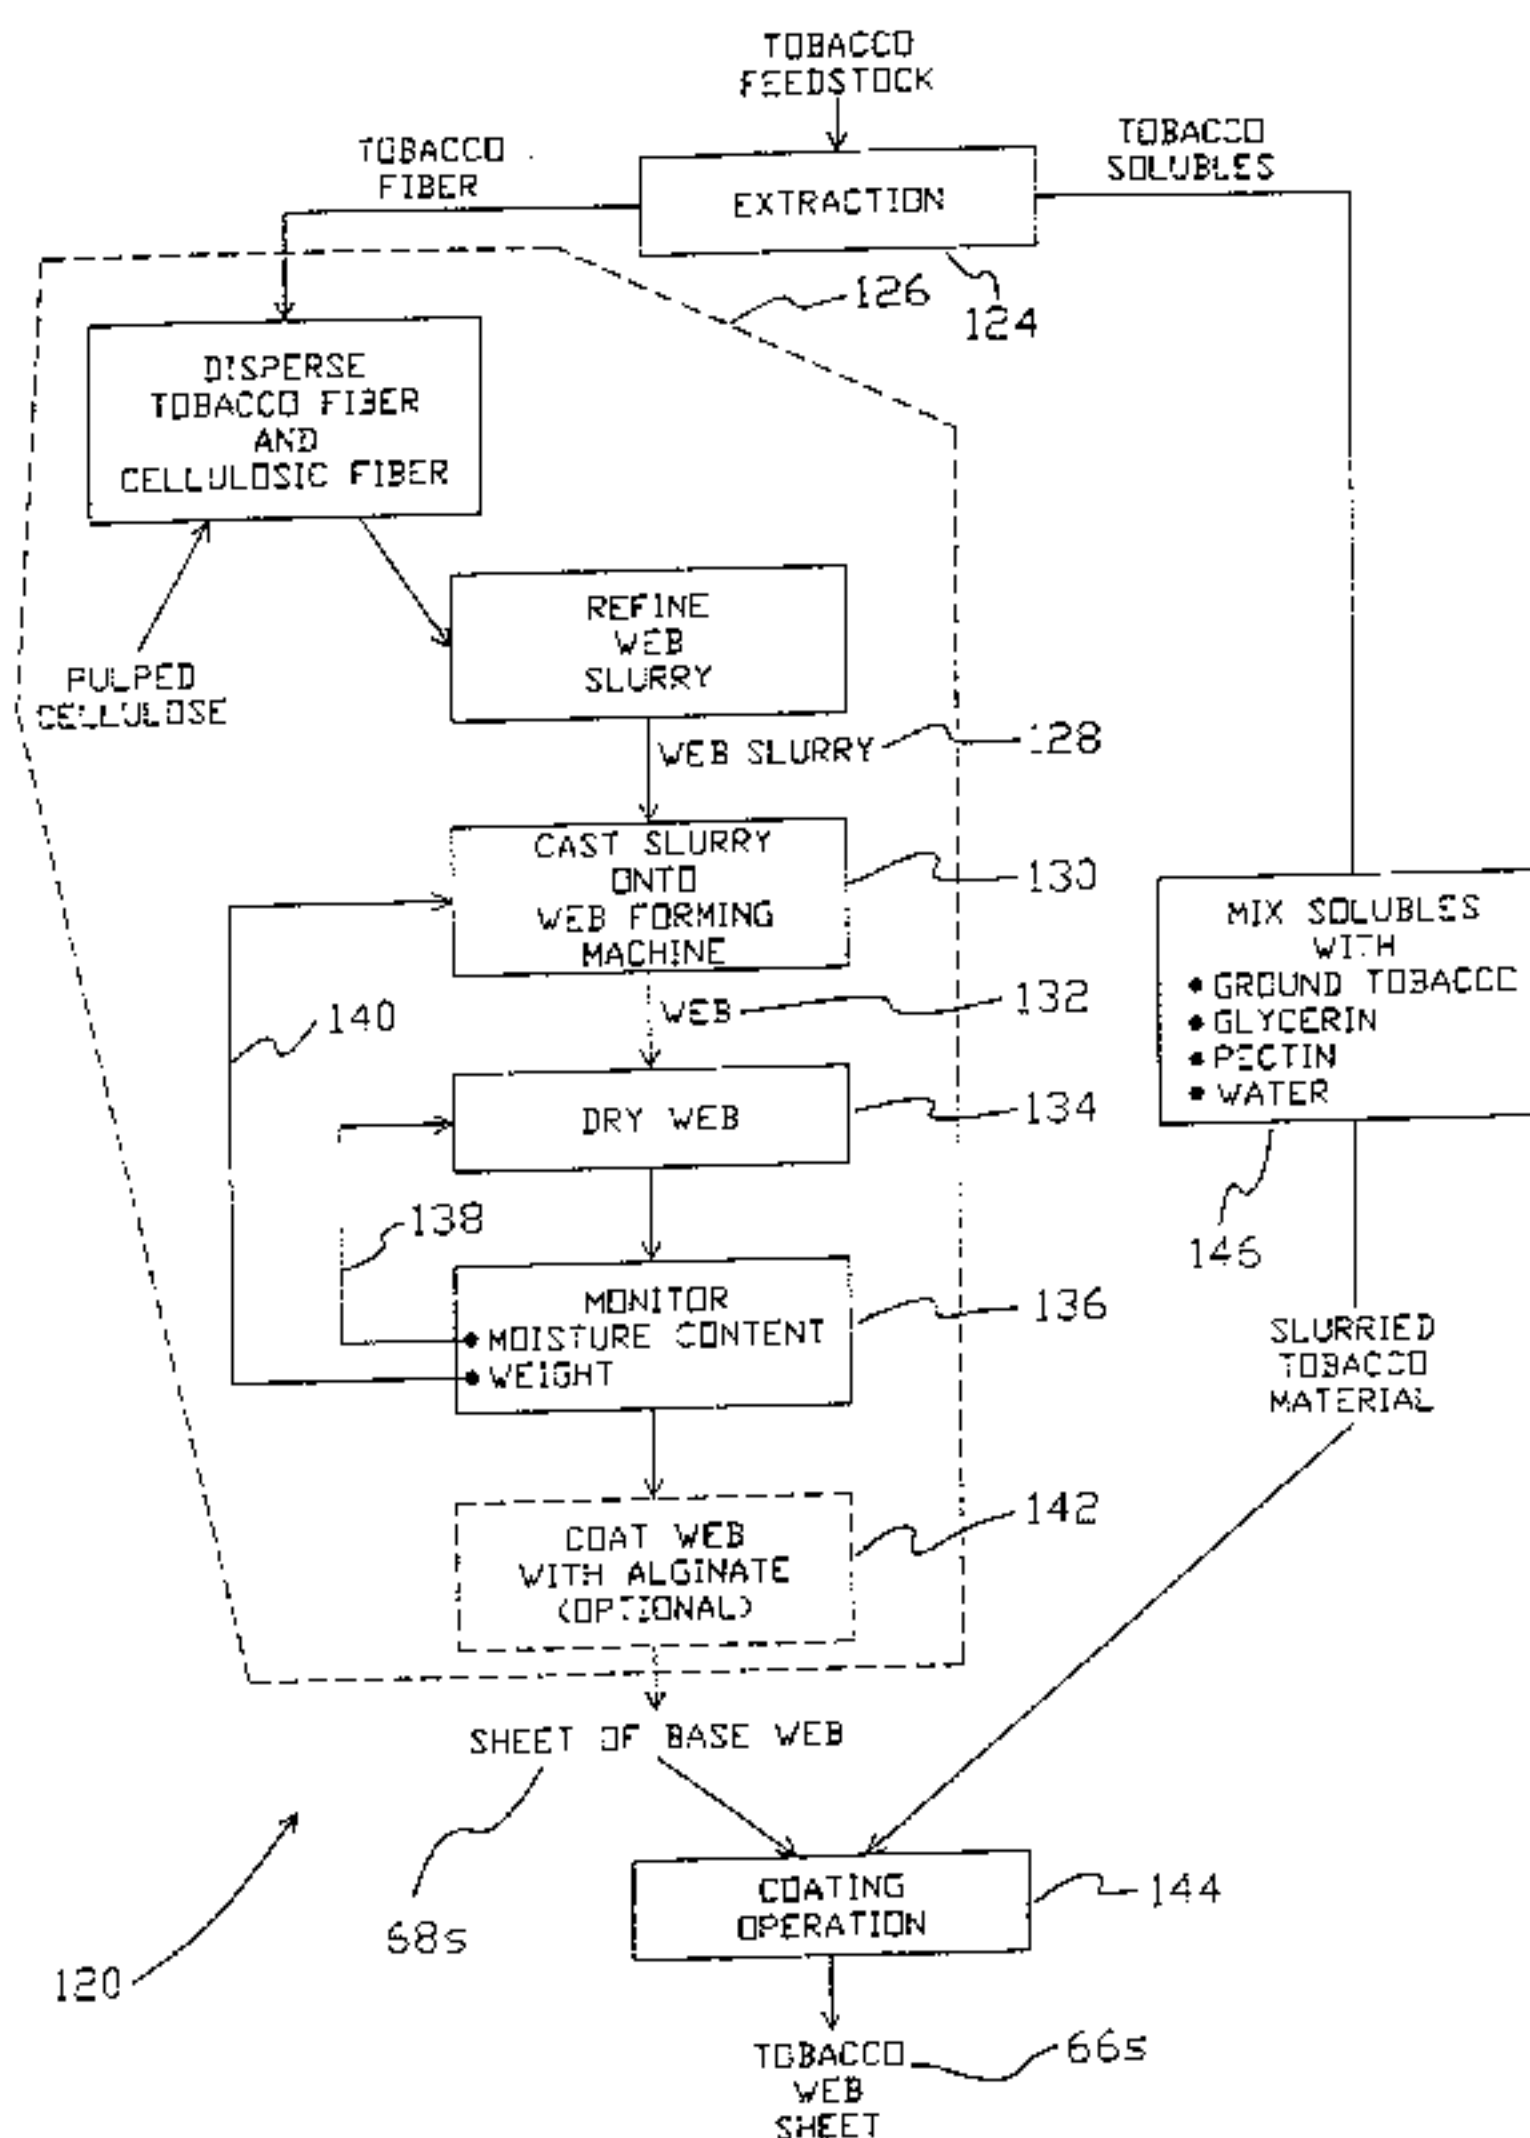 TOBACCO
FEEDSTOCK
TOBACCO
SOLUBLES
TOBACCO
FIBER
EXTRACTION
126
124
DISPERSE
TOBACCO FIBER
AND
CELLULOSIC FIBER
REFINE
WEB
SLURRY
PULPED
CELLULOSE
WEB SLURRY
128
CAST SLURRY
ONTO
WEB FORMING
MACHINE
130
MIX SOLUBLES
WITH
• GROUND TOBACCO
• GLYCERIN
• PECTIN
• WATER
WEB
132
140
DRY WEB
134
138
146
MONITOR
• MOISTURE CONTENT
• WEIGHT
136
SLURRIED
TOBACCO
MATERIAL
COAT WEB
WITH ALGINATE
(OPTIONAL)
142
SHEET OF BASE WEB
68s
COATING
OPERATION
144
120
TOBACCO
WEB
SHEET
66s